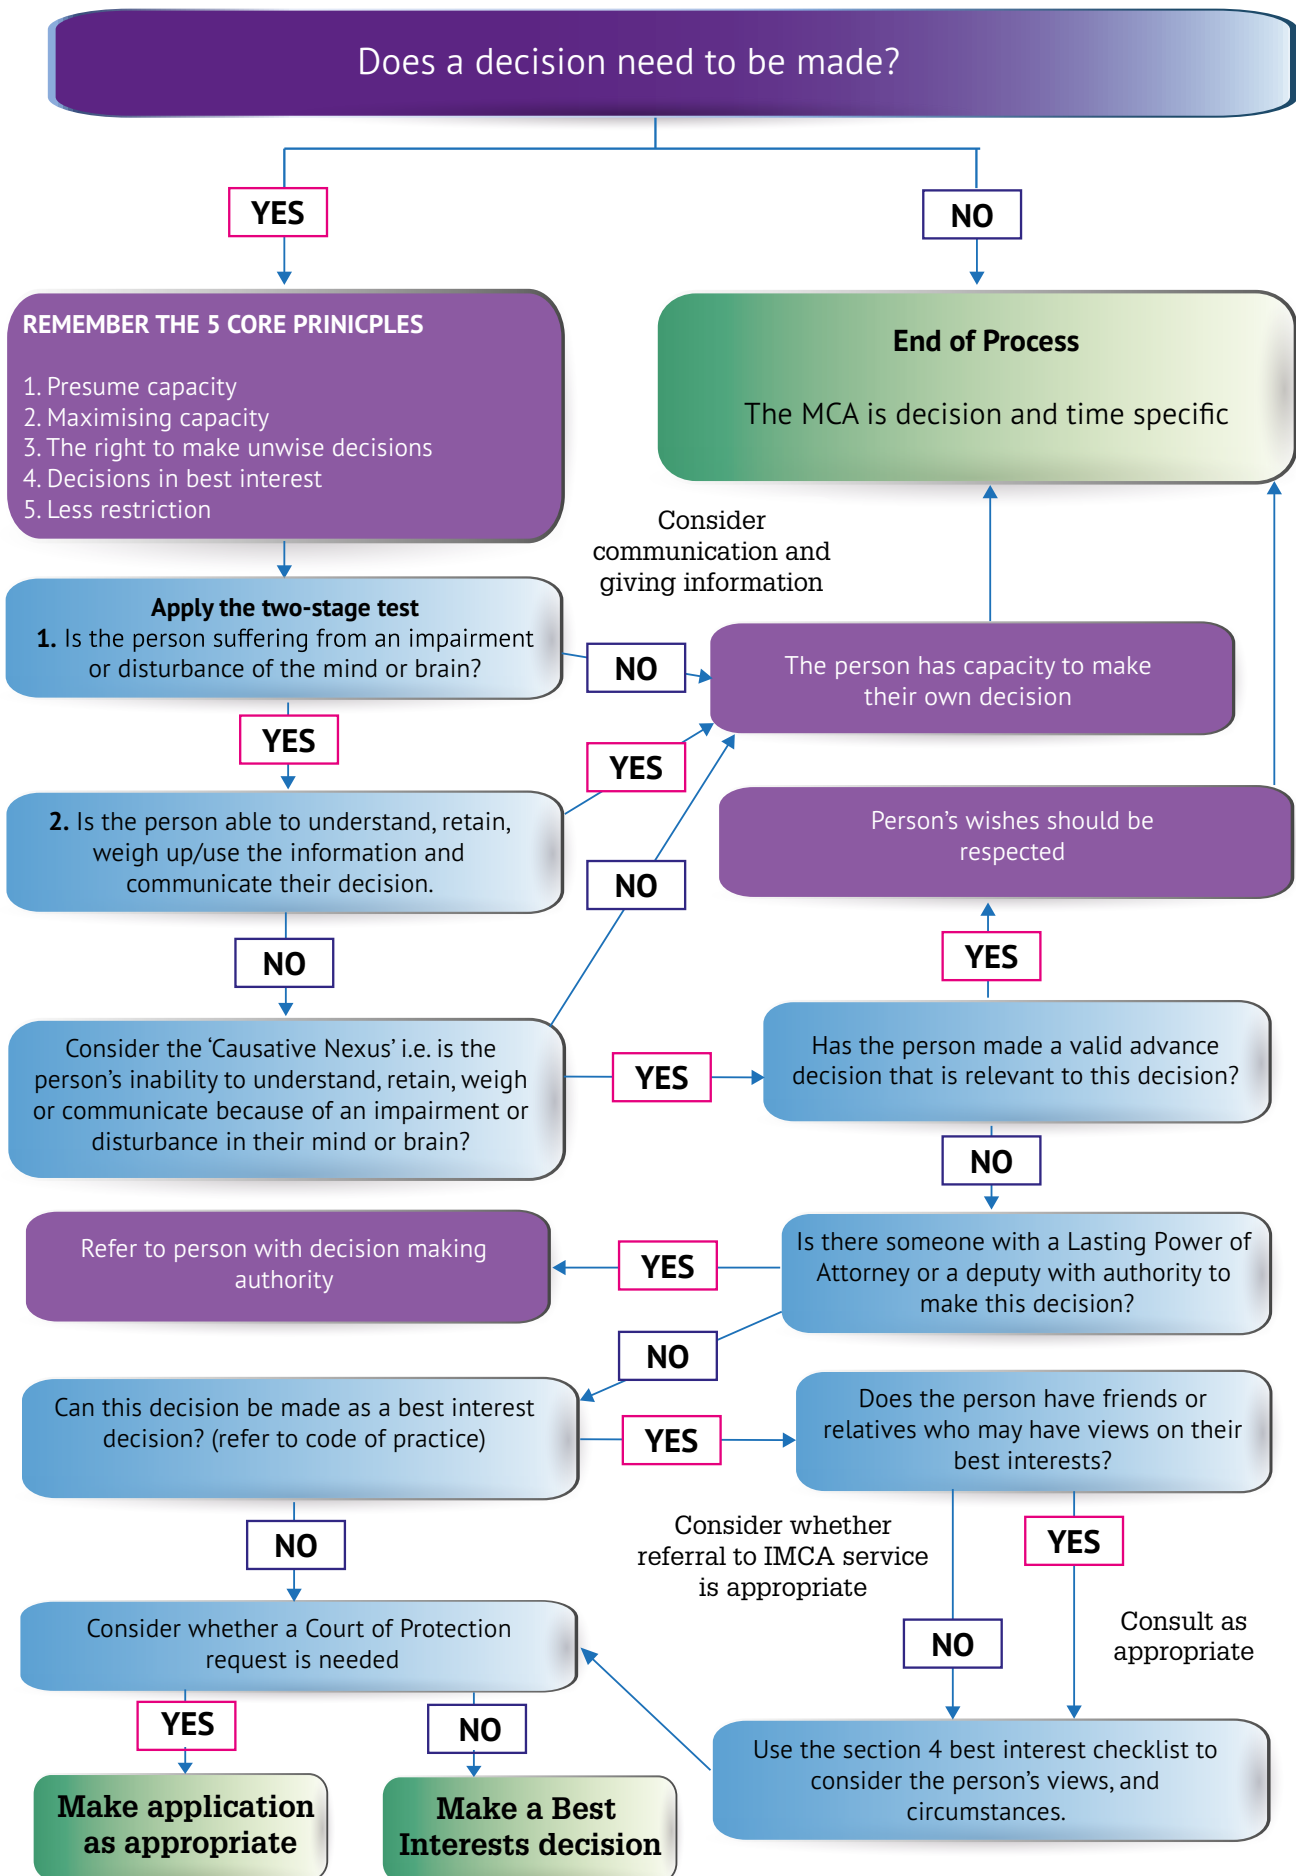 Does a decision need to be made?
YES
NO
REMEMBER THE 5 CORE PRINICPLES
1. Presume capacity
2. Maximising capacity
3. The right to make unwise decisions
4. Decisions in best interest
5. Less restriction
End of Process
The MCA is decision and time specific
Consider
communication and
giving information
Apply the two-stage test
1. Is the person suffering from an impairment
or disturbance of the mind or brain?
NO
The person has capacity to make
their own decision
YES
YES
2. Is the person able to understand, retain,
weigh up/use the information and
communicate their decision.
NO
Person's wishes should be
respected
NO
YES
Consider the ‘Causative Nexus’ i.e. is the
person's inability to understand, retain, weigh
or communicate because of an impairment or
disturbance in their mind or brain?
YES
Has the person made a valid advance
decision that is relevant to this decision?
NO
Refer to person with decision making
authority
YES
Is there someone with a Lasting Power of
Attorney or a deputy with authority to
make this decision?
NO
Can this decision be made as a best interest
decision? (refer to code of practice)
YES
Does the person have friends or
relatives who may have views on their
best interests?
NO
Consider whether
referral to IMCA service
is appropriate
YES
NO
Consult as
appropriate
Consider whether a Court of Protection
request is needed
YES
NO
Use the section 4 best interest checklist to
consider the person's views, and
circumstances.
Make application
as appropriate
Make a Best
Interests decision